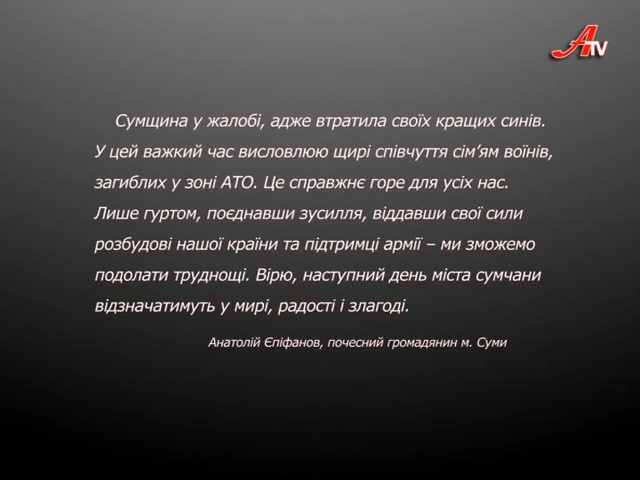 ATV
Сумщина у жалобі, адже втратила своїх кращих синів.
У цей важкий час висловлюю щирі співчуття сім’ям воїнів,
загиблих у зоні АТО. Це справжнє горе для усіх нас.
Лише гуртом, поєднавши зусилля, віддавши свої сили
розбудові нашої країни та підтримці армії – ми зможемо
подолати труднощі. Вірю, наступний день міста сумчани
відзначатимуть у мирі, радості і злагоді.
Анатолій Єпіфанов, почесний громадянин м. Суми